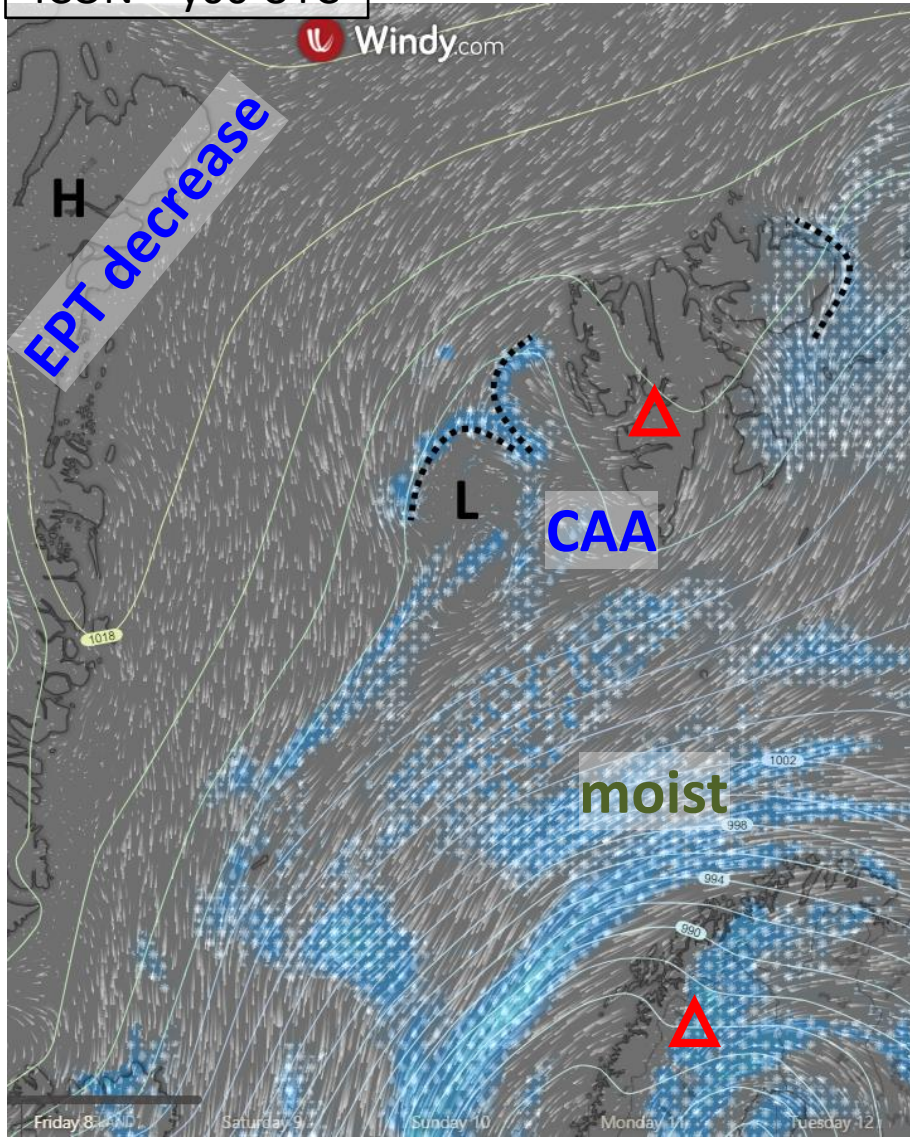 Windy.com
H
EPT decrease
L
CAA
1018
1002
moist
998
994
990
Friday 8
Saturday 9
Sunday 10
Monday 11
Tuesday 12